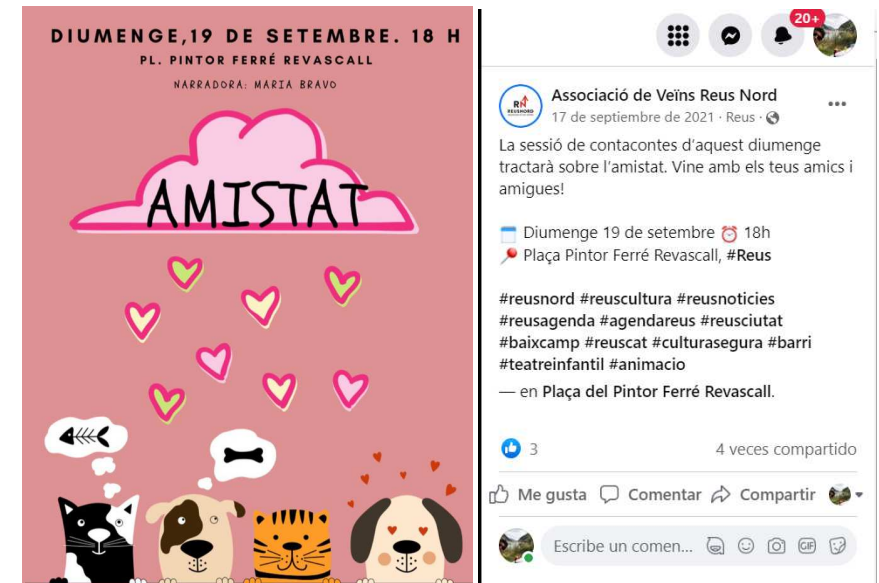 DIUMENGE,19 DE SETEMBRE. 18 H
PL. PINTOR FERRÉ REVASCALL
NARRADORA: MARIA BRAVO
AMISTAT
20+
RN
REUSNORD
Associació de Veïns Reus Nord
17 de septiembre de 2021 · Reus ·
La sessió de contacontes d'aquest diumenge
tractarà sobre l'amistat. Vine amb els teus amics i
amigues!
Diumenge 19 de setembre 18h
Plaça Pintor Ferré Revascall, #Reus
#reusnord #reuscultura #reusnoticies
#reusagenda #agendareus #reusciutat
#baixcamp #reuscat #culturasegura #barri
#teatreinfantil #animacio
— en Plaça del Pintor Ferré Revascall.
3
4 veces compartido
Me gusta Comentar Compartir
Escribe un comen... GIF